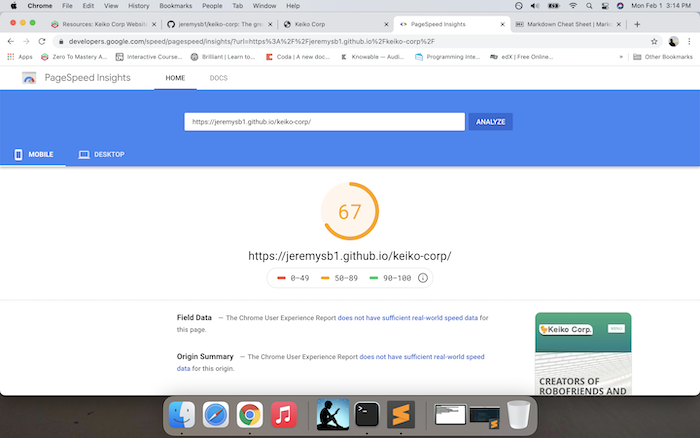 Chrome File Edit View History Bookmarks People Tab Window Help Mon Feb 1 3:14 PM
Resources: Keiko Corp Websit jeremysb1/keiko-corp: The gre Keiko Corp PageSpeed Insights Markdown Cheat Sheet | Mark
developers.google.com/speed/pagespeed/insights/?url=https%3A%2F%2Fjeremysb1.github.io%2Fkeiko-corp%2F
Apps Zero To Mastery A... Interactive Course... Brilliant | Learn to... Coda | A new doc... Knowable — Audi... Programming Inte... edX | Free Online... » Other Bookmarks
PageSpeed Insights HOME DOCS
https://jeremysb1.github.io/keiko-corp/ ANALYZE
MOBILE DESKTOP
67
https://jeremysb1.github.io/keiko-corp/
0–49 50–89 90–100
Field Data — The Chrome User Experience Report does not have sufficient real-world speed data for
this page.
Origin Summary — The Chrome User Experience Report does not have sufficient real-world speed
data for this origin.
Keiko Corp.
CREATORS OF
ROBOFRIENDS AND